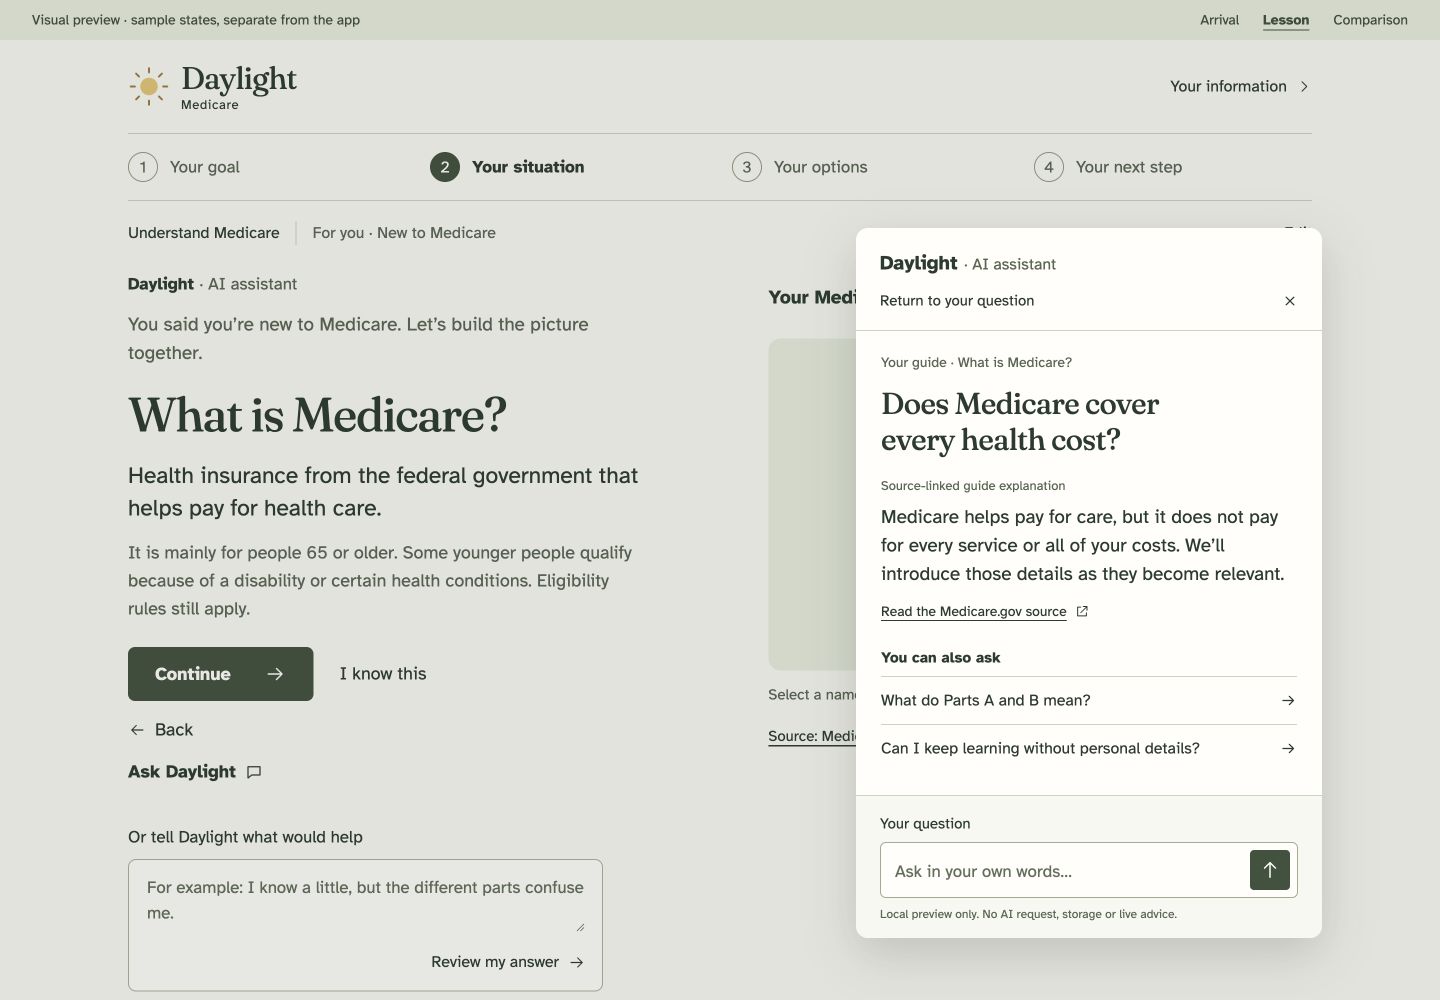 Visual preview · sample states, separate from the app
Arrival
Lesson
Comparison
Daylight
Medicare
Your information
1 Your goal
2 Your situation
3 Your options
4 Your next step
Understand Medicare
For you · New to Medicare
Daylight · AI assistant
You said you’re new to Medicare. Let’s build the picture
together.
What is Medicare?
Health insurance from the federal government that
helps pay for health care.
It is mainly for people 65 or older. Some younger people qualify
because of a disability or certain health conditions. Eligibility
rules still apply.
Continue
I know this
Back
Ask Daylight
Or tell Daylight what would help
For example: I know a little, but the different parts confuse
me.
Review my answer
Your Medi
Select a name
Source: Medi
Daylight · AI assistant
Return to your question
Your guide · What is Medicare?
Does Medicare cover
every health cost?
Source-linked guide explanation
Medicare helps pay for care, but it does not pay
for every service or all of your costs. We’ll
introduce those details as they become relevant.
Read the Medicare.gov source
You can also ask
What do Parts A and B mean?
Can I keep learning without personal details?
Your question
Ask in your own words...
Local preview only. No AI request, storage or live advice.